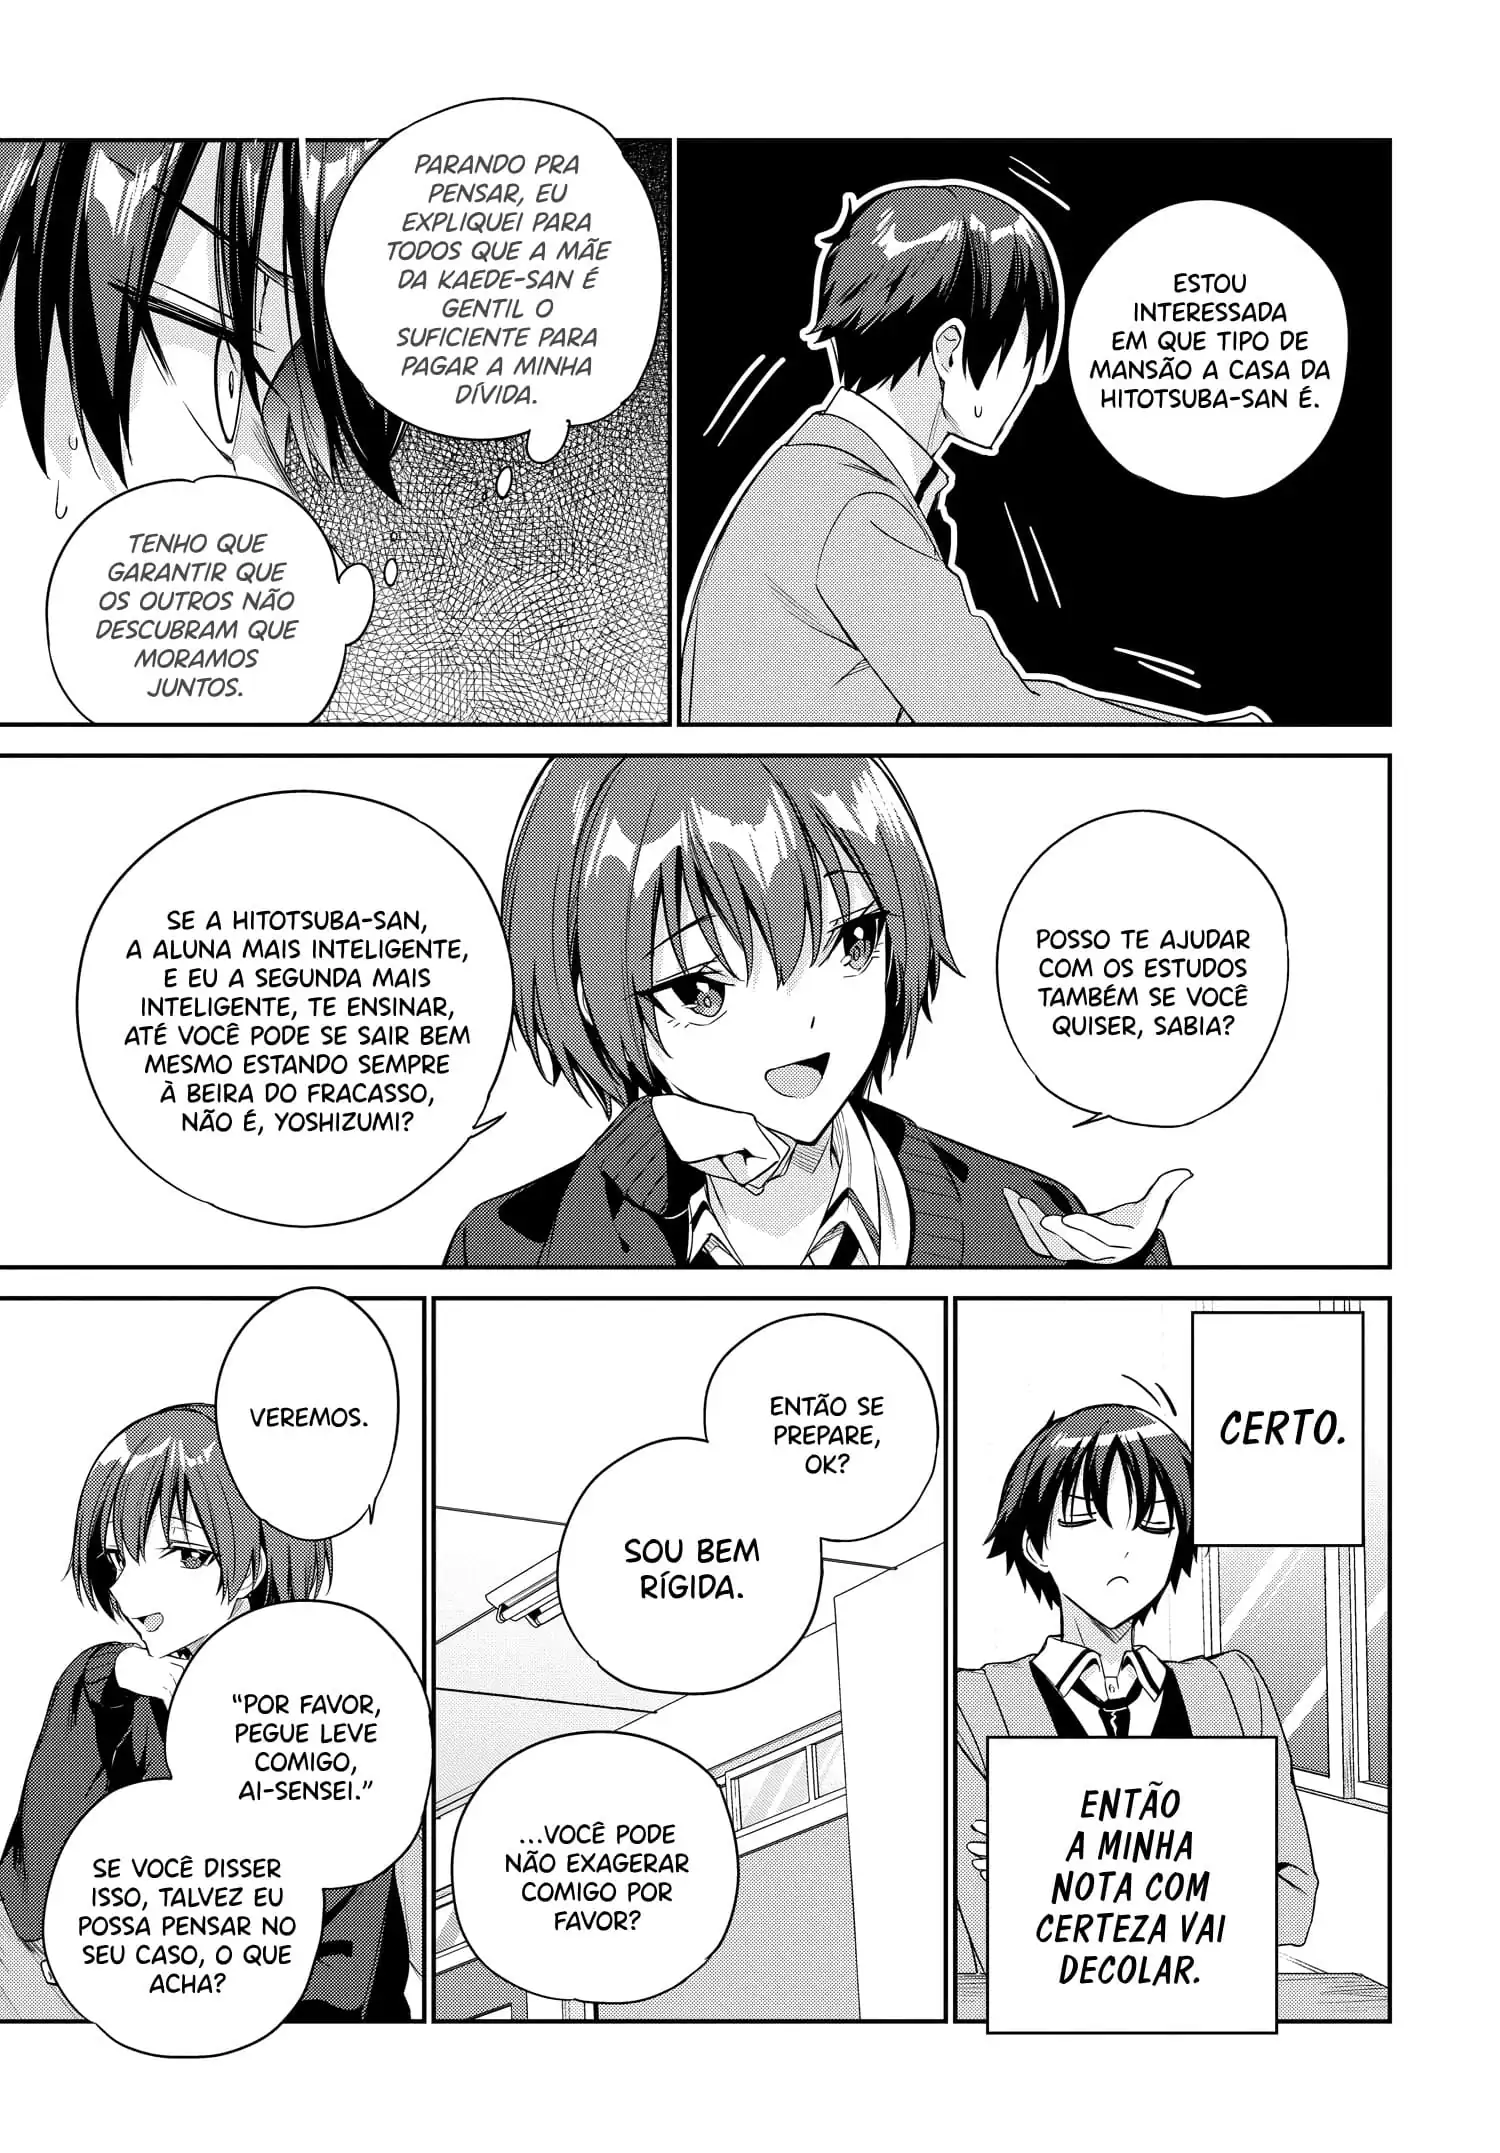 ESTOU
INTERESSADA
EM QUE TIPO DE
MANSÃO A CASA DA
HITOTSUBA-SAN É.
PARANDO PRA
PENSAR, EU
EXPLIQUEI PARA
TODOS QUE A MÃE
DA KAEDE-SAN É
GENTIL O
SUFICIENTE PARA
PAGAR A MINHA
DÍVIDA.
TENHO QUE
GARANTIR QUE
OS OUTROS NÃO
DESCUBRAM QUE
MORAMOS
JUNTOS.
POSSO TE AJUDAR
COM OS ESTUDOS
TAMBÉM SE VOCÊ
QUISER, SABIA?
SE A HITOTSUBA-SAN,
A ALUNA MAIS INTELIGENTE,
E EU A SEGUNDA MAIS
INTELIGENTE, TE ENSINAR,
ATÉ VOCÊ PODE SE SAIR BEM
MESMO ESTANDO SEMPRE
À BEIRA DO FRACASSO,
NÃO É, YOSHIZUMI?
CERTO.
ENTÃO
A MINHA
NOTA COM
CERTEZA VAI
DECOLAR.
ENTÃO SE
PREPARE,
OK?
SOU BEM
RÍGIDA.
...VOCÊ PODE
NÃO EXAGERAR
COMIGO POR
FAVOR?
VEREMOS.
“POR FAVOR,
PEGUE LEVE
COMIGO,
AI-SENSEI.”
SE VOCÊ DISSER
ISSO, TALVEZ EU
POSSA PENSAR NO
SEU CASO, O QUE
ACHA?